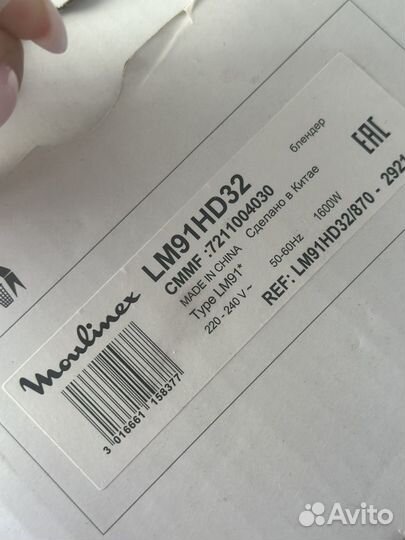 Moulinex
LM91HD32
CMMF :7211004030
MADE IN CHINA Сделано в Китае
Type LM91*
220 - 240 V~ 50-60Hz 1600W
REF: LM91HD32/870 - 2921
блендер
EAC
3 016661 158377
Avito